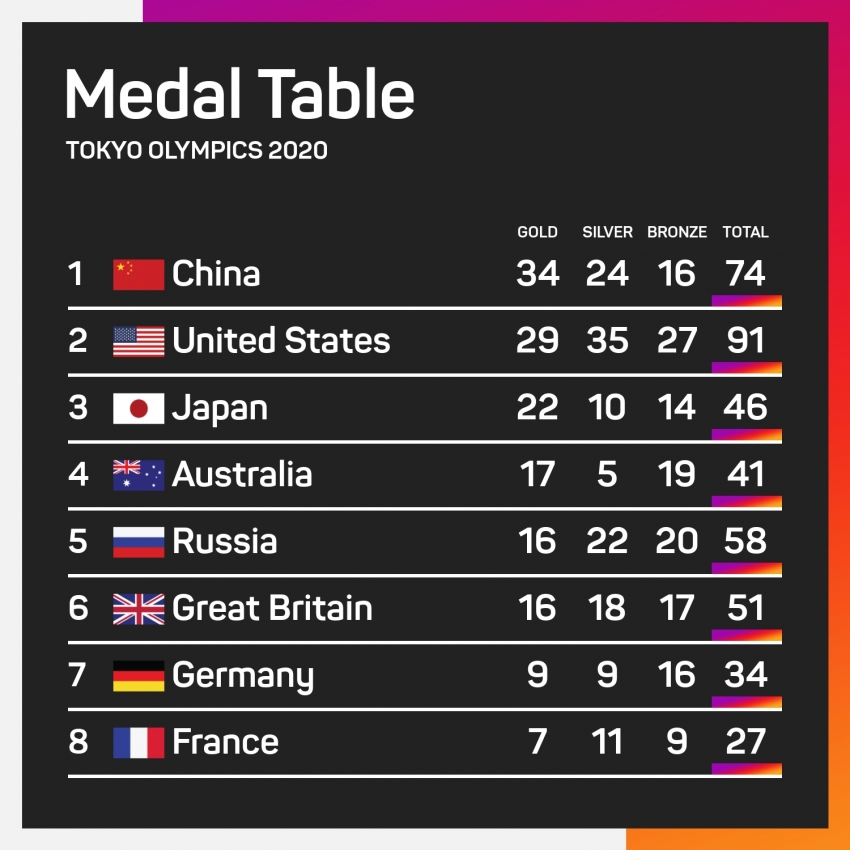 Medal Table
TOKYO OLYMPICS 2020
GOLD SILVER BRONZE TOTAL
1 China 34 24 16 74
2 United States 29 35 27 91
3 Japan 22 10 14 46
4 Australia 17 5 19 41
5 Russia 16 22 20 58
6 Great Britain 16 18 17 51
7 Germany 9 9 16 34
8 France 7 11 9 27